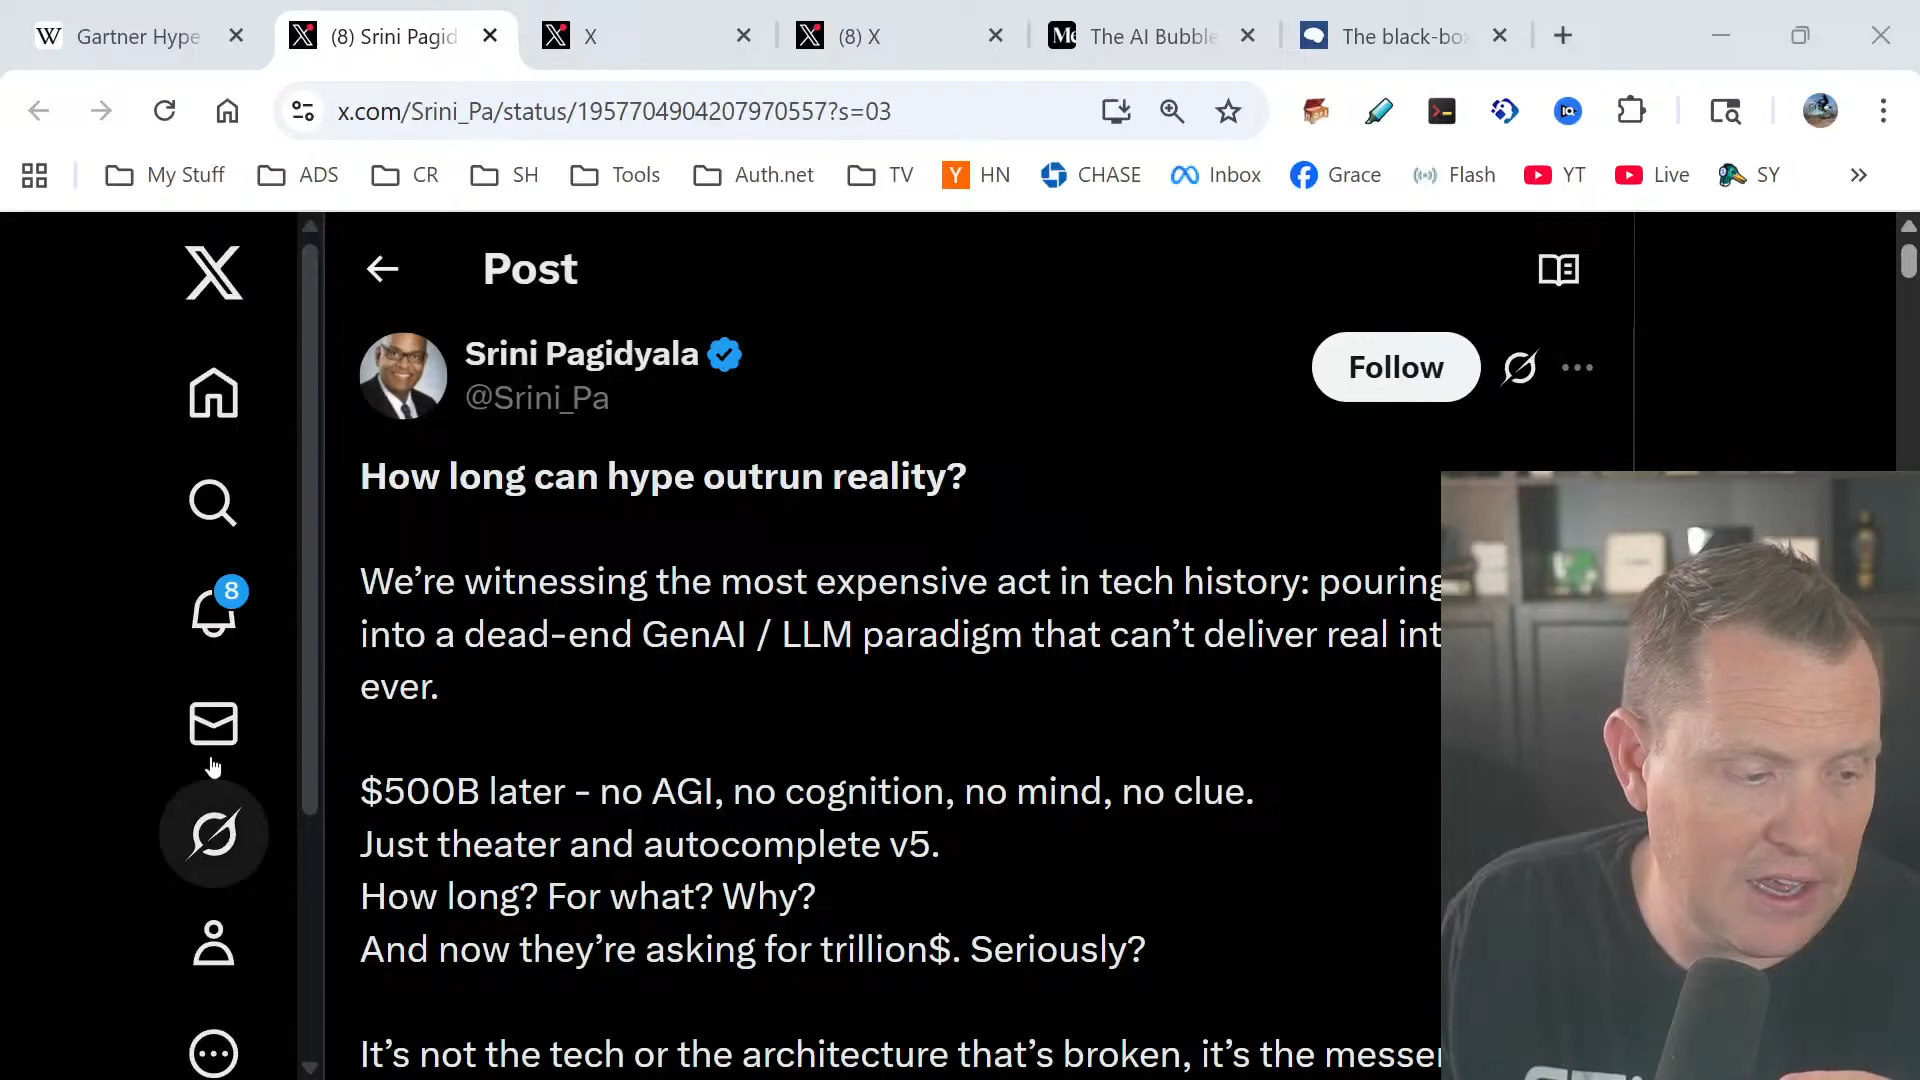 Gartner Hype
(8) Srini Pagid
X
(8) X
The AI Bubble
The black-bo
x.com/Srini_Pa/status/1957704904207970557?s=03
My Stuff
ADS
CR
SH
Tools
Auth.net
TV
HN
CHASE
Inbox
Grace
Flash
YT
Live
SY
Post
Srini Pagidyala
@Srini_Pa
Follow
How long can hype outrun reality?
We’re witnessing the most expensive act in tech history: pouring
into a dead-end GenAI / LLM paradigm that can’t deliver real int
ever.
8
$500B later - no AGI, no cognition, no mind, no clue.
Just theater and autocomplete v5.
How long? For what? Why?
And now they’re asking for trillion$. Seriously?
It’s not the tech or the architecture that’s broken, it’s the messe